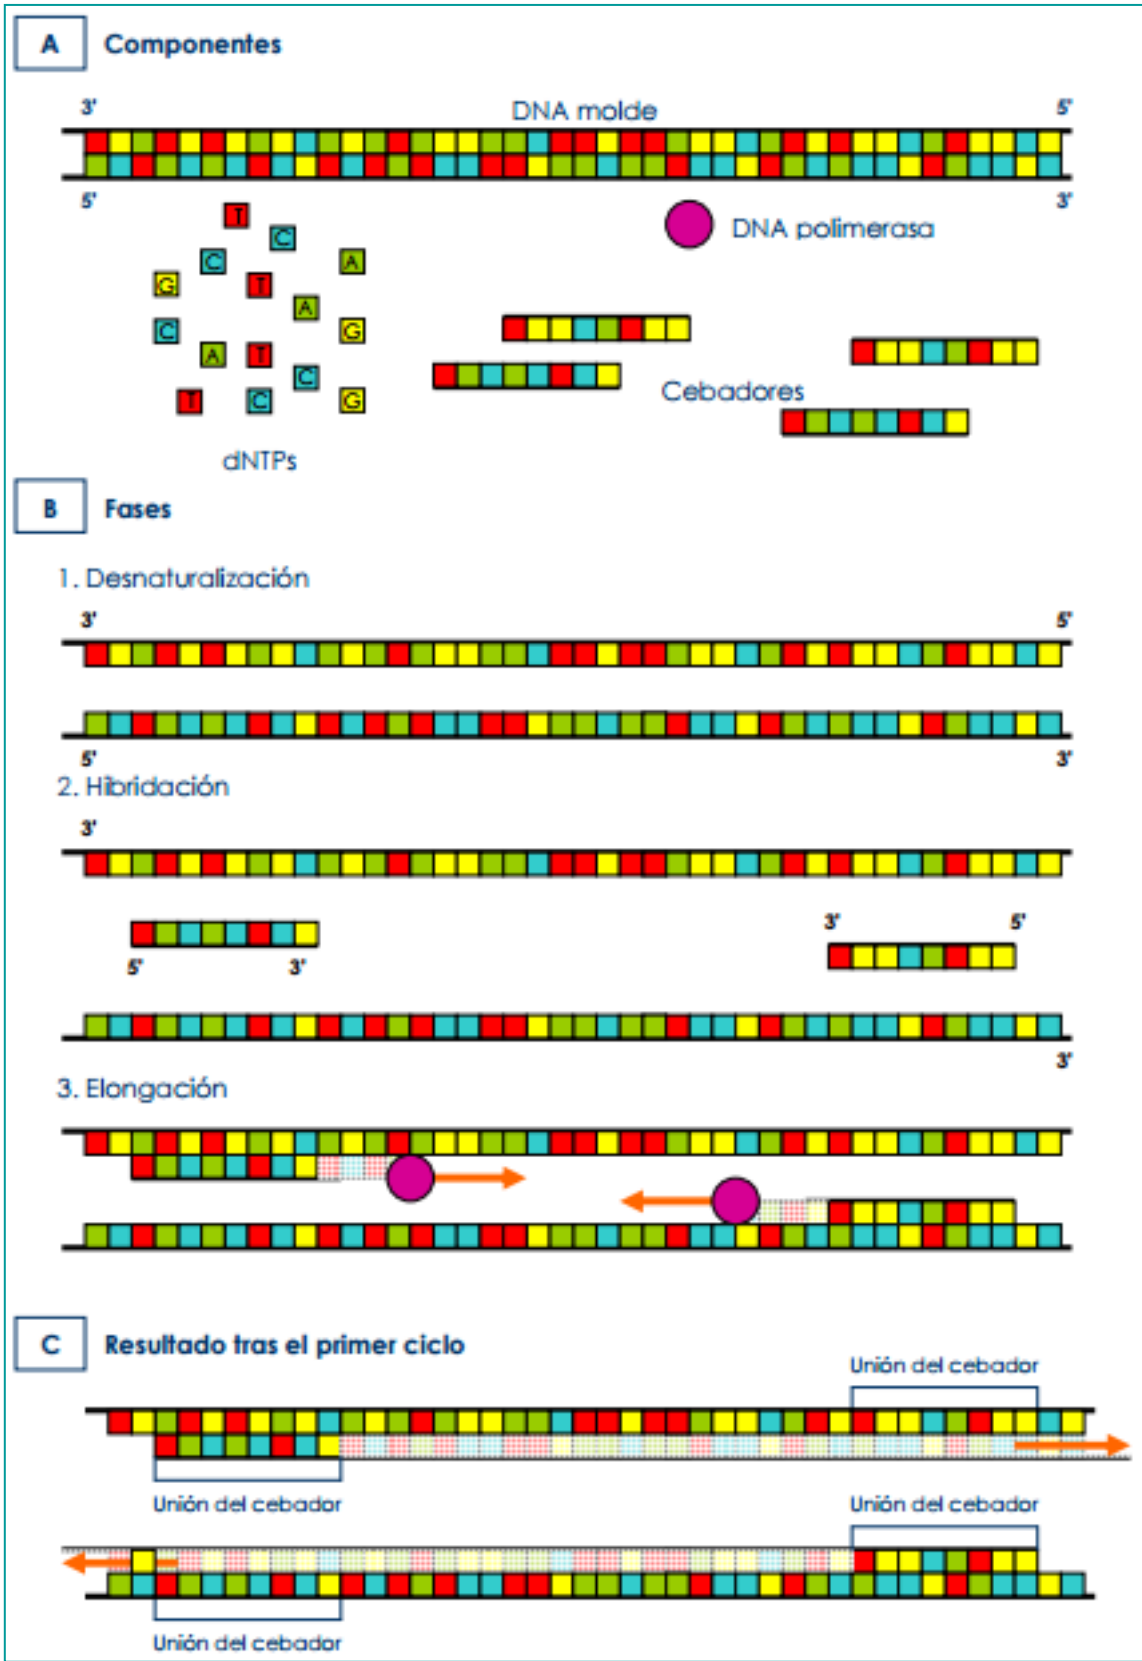 A Componentes
3' DNA molde 5'
5' 3'
T
C
DNA polimerasa
C A
G T
A
C G
A T
C
Cebadores
T C G
dNTPs
B Fases
1. Desnaturalización
3' 5'
5' 3'
2. Hibridación
3'
3' 5'
5' 3'
3'
3. Elongación
C Resultado tras el primer ciclo
Unión del cebador
Unión del cebador
Unión del cebador
Unión del cebador